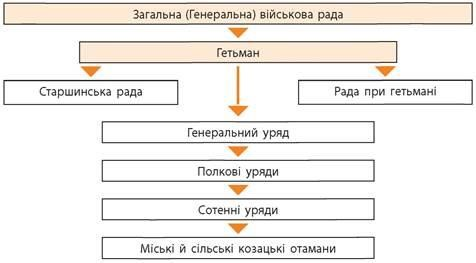 Загальна (Генеральна) військова рада
Гетьман
Старшинська рада
Рада при гетьмані
Генеральний уряд
Полкові уряди
Сотенні уряди
Міські й сільські козацькі отамани